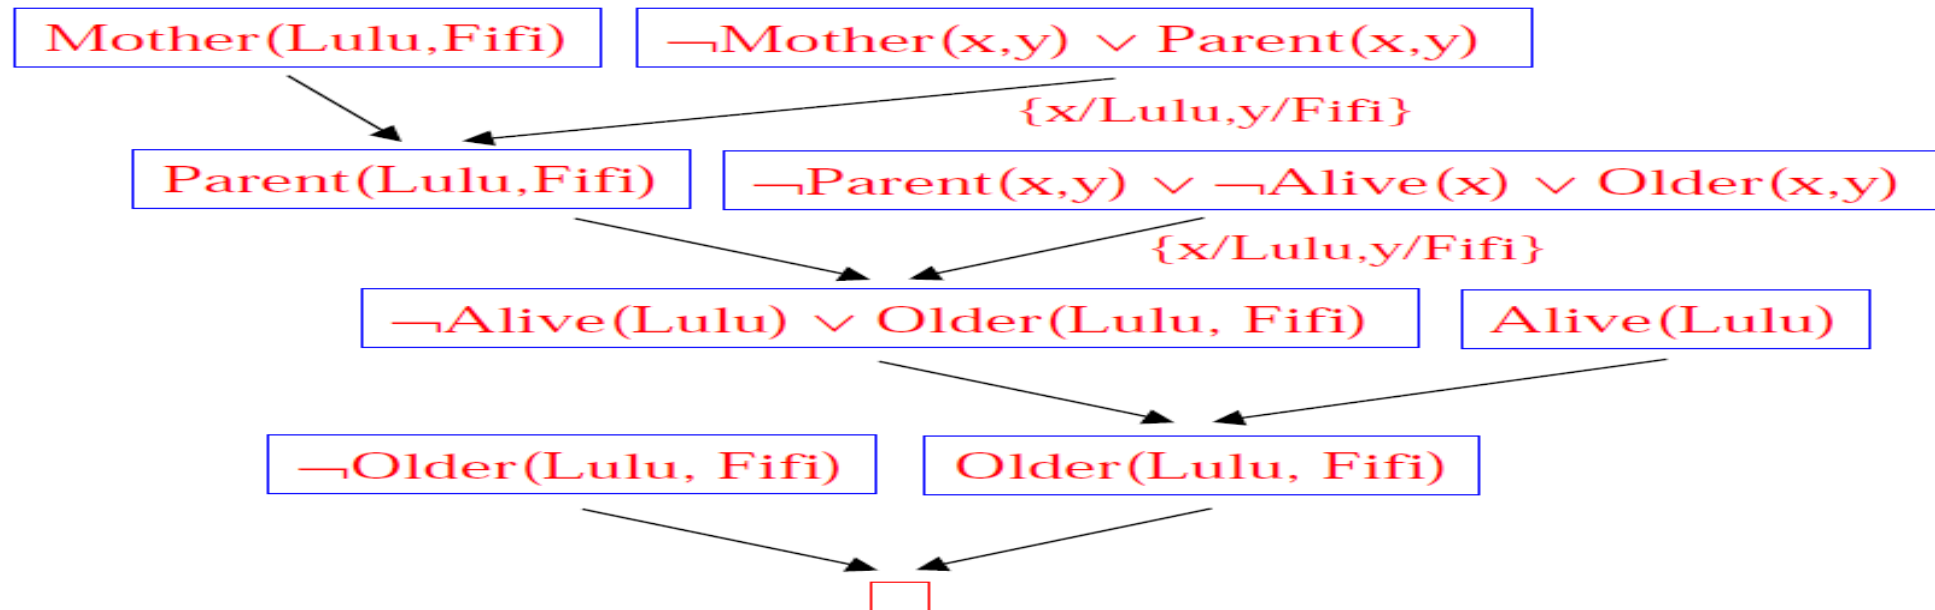 Mother(Lulu,Fifi) ¬Mother(x,y) ∨ Parent(x,y)
{x/Lulu,y/Fifi}
Parent(Lulu,Fifi) ¬Parent(x,y) ∨ ¬Alive(x) ∨ Older(x,y)
{x/Lulu,y/Fifi}
¬Alive(Lulu) ∨ Older(Lulu, Fifi) Alive(Lulu)
¬Older(Lulu, Fifi) Older(Lulu, Fifi)